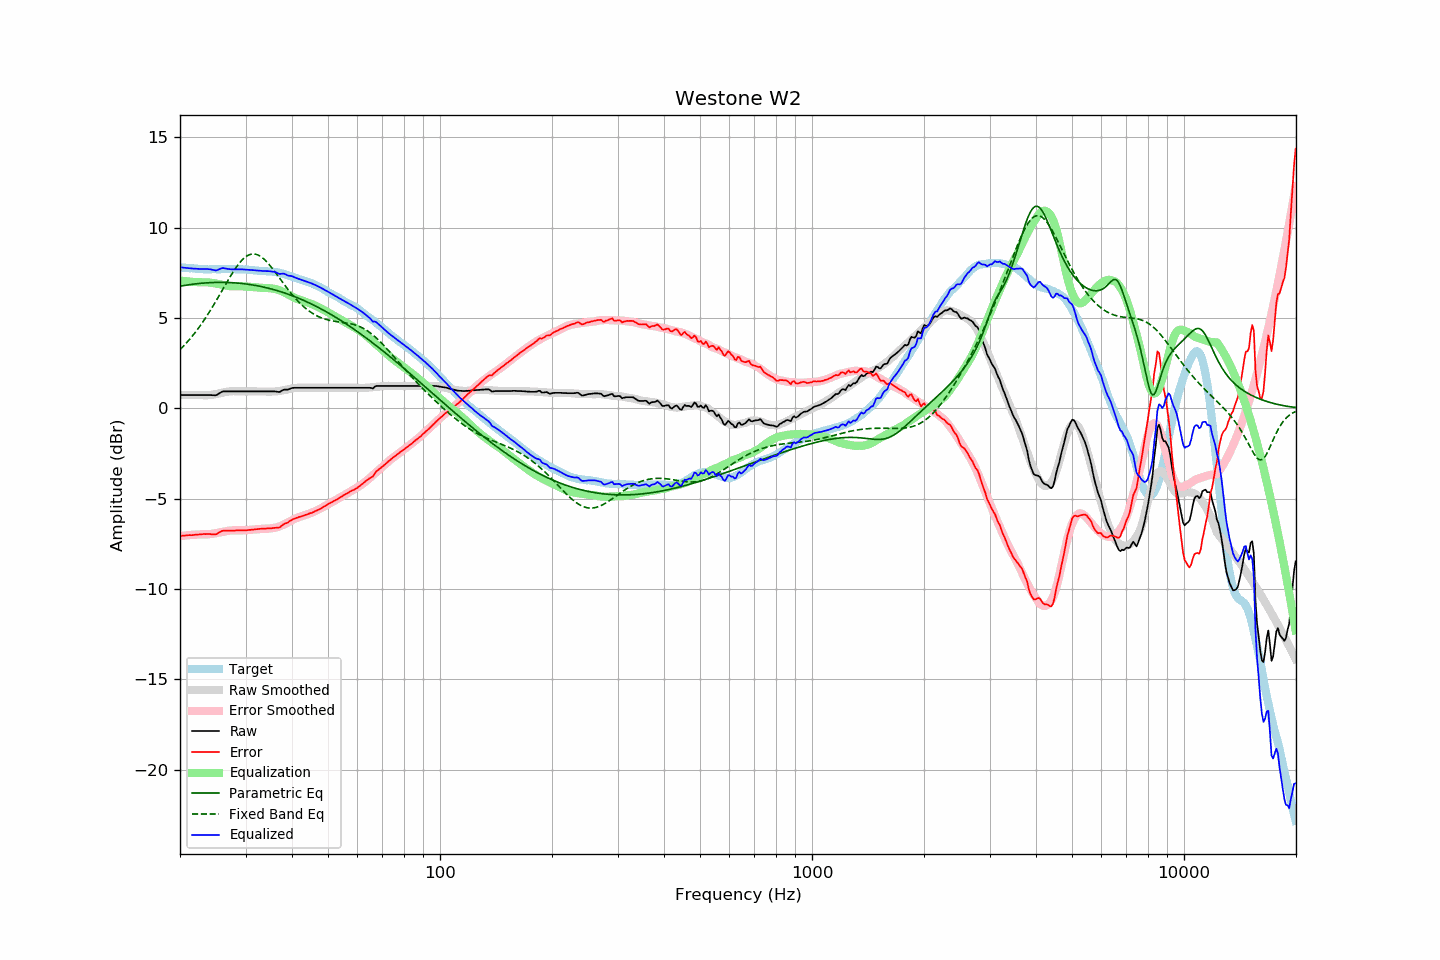 Westone W2
Amplitude (dBr)
15
10
5
0
−5
−10
−15
−20
Target
Raw Smoothed
Error Smoothed
Raw
Error
Equalization
Parametric Eq
Fixed Band Eq
Equalized
100
1000
10000
Frequency (Hz)